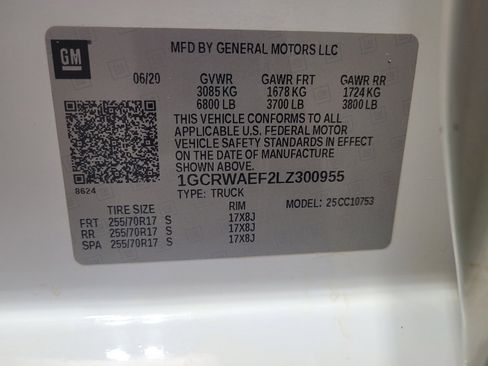 GM
MFD BY GENERAL MOTORS LLC
06/20 GVWR GAWR FRT GAWR RR
3085 KG 1678 KG 1724 KG
6800 LB 3700 LB 3800 LB
THIS VEHICLE CONFORMS TO ALL
APPLICABLE U.S. FEDERAL MOTOR
VEHICLE SAFETY STANDARDS IN EFFECT
ON THE DATE OF MANUFACTURE
SHOWN ABOVE.
8624
1GCRWAEF2LZ300955
TYPE: TRUCK MODEL: 25CC10753
TIRE SIZE RIM
FRT 255/70R17 S 17X8J
RR 255/70R17 S 17X8J
SPA 255/70R17 S 17X8J